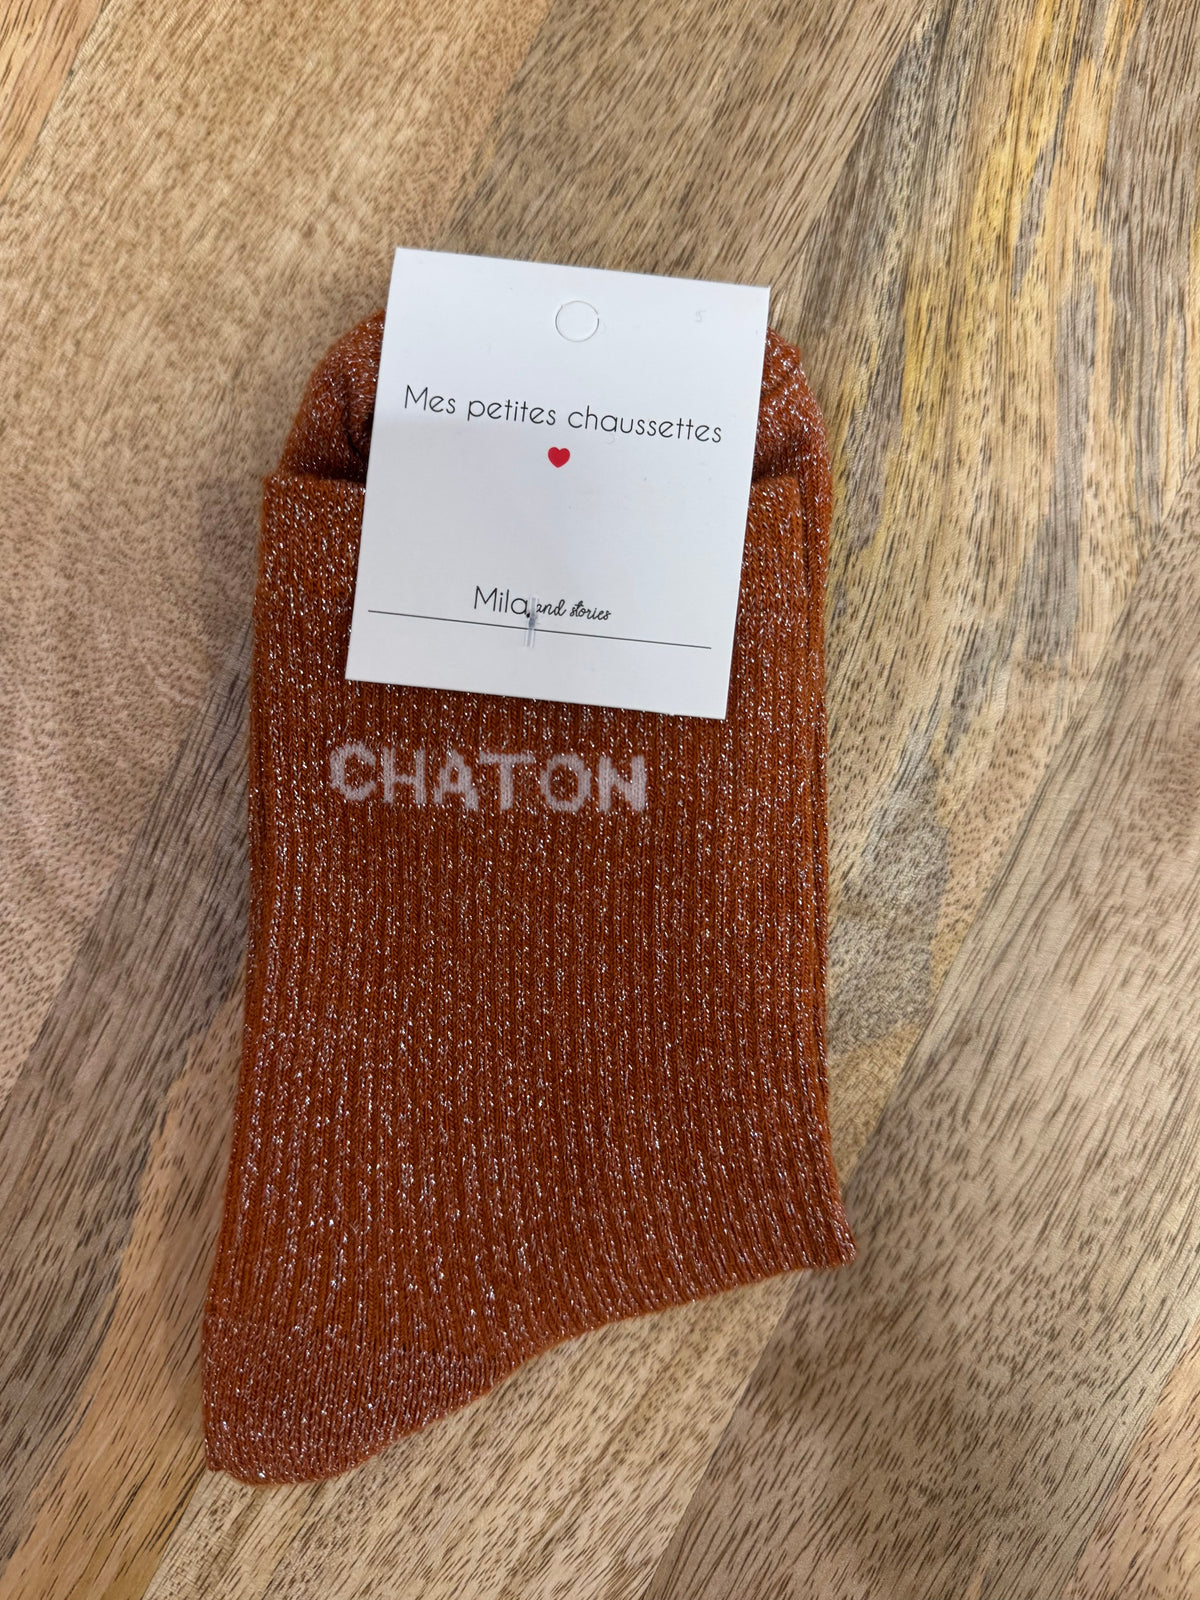 Mes petites chaussettes
Mila and stories
CHATON